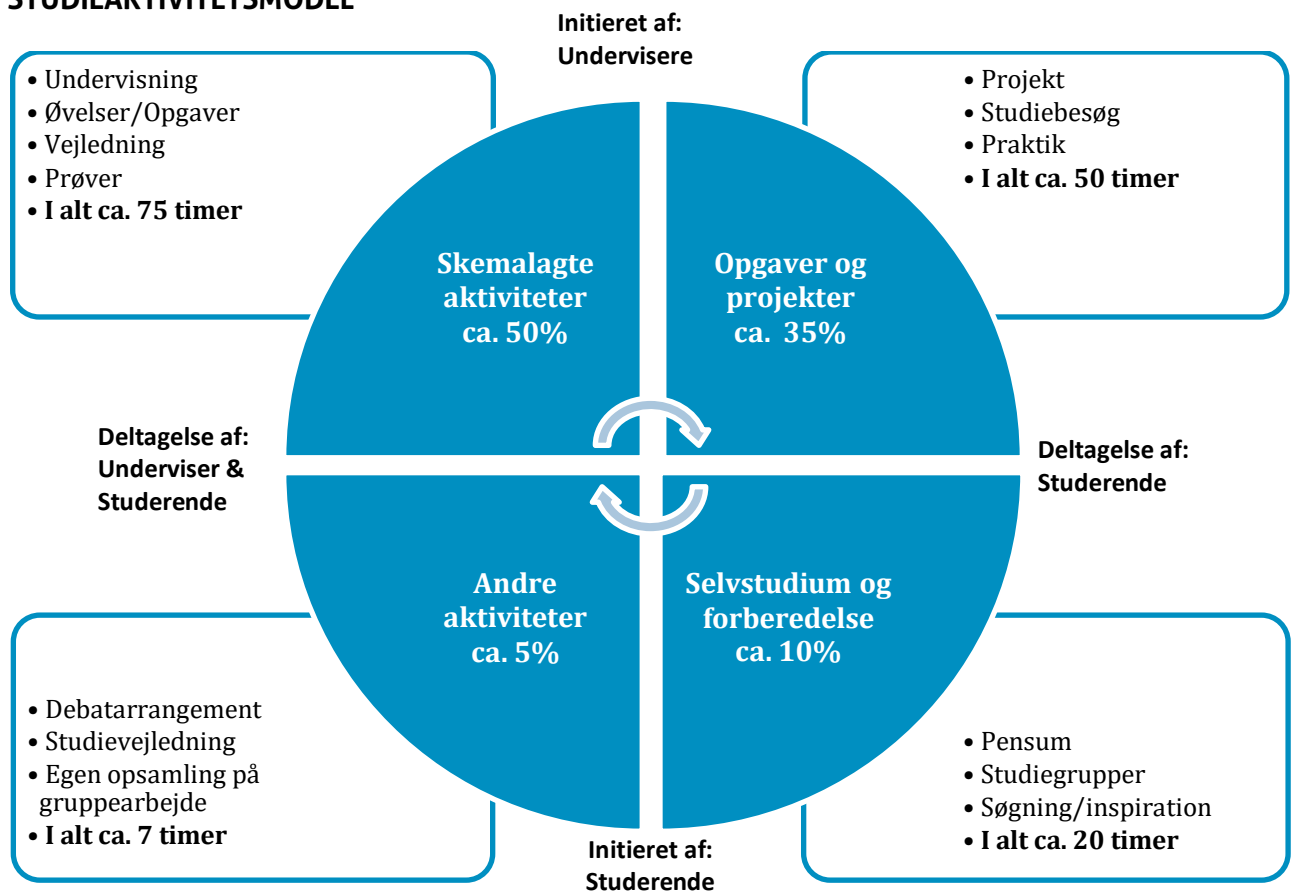 STUDIEAKTIVITETSMODEL
Initieret af:
Undervisere
• Undervisning
• Øvelser/Opgaver
• Vejledning
• Prøver
• I alt ca. 75 timer
• Projekt
• Studiebesøg
• Praktik
• I alt ca. 50 timer
Skemalagte
aktiviteter
ca. 50%
Opgaver og
projekter
ca. 35%
Deltagelse af:
Underviser &
Studerende
Deltagelse af:
Studerende
Andre
aktiviteter
ca. 5%
Selvstudium og
forberedelse
ca. 10%
• Debatarrangement
• Studievejledning
• Egen opsamling på
gruppearbejde
• I alt ca. 7 timer
• Pensum
• Studiegrupper
• Søgning/inspiration
• I alt ca. 20 timer
Initieret af:
Studerende